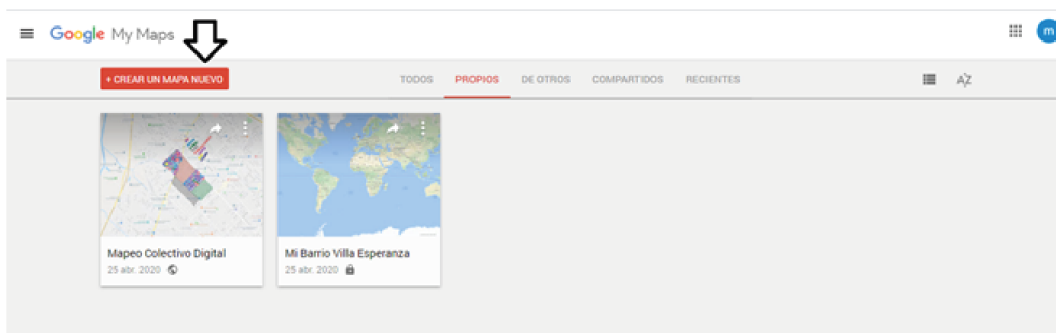 Google My Maps
m
+ CREAR UN MAPA NUEVO
TODOS PROPIOS DE OTROS COMPARTIDOS RECIENTES
AZ
Mapeo Colectivo Digital
25 abr. 2020
Mi Barrio Villa Esperanza
25 abr. 2020